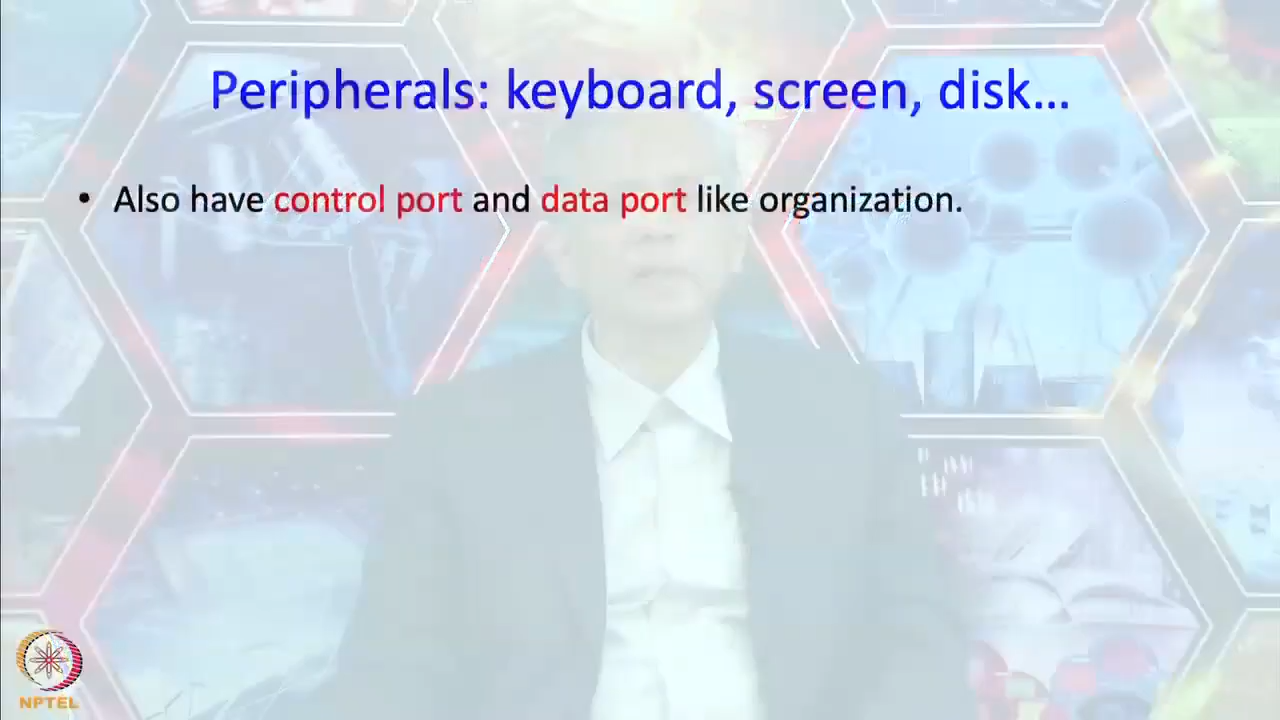 Peripherals: keyboard, screen, disk…
• Also have control port and data port like organization.
NPTEL